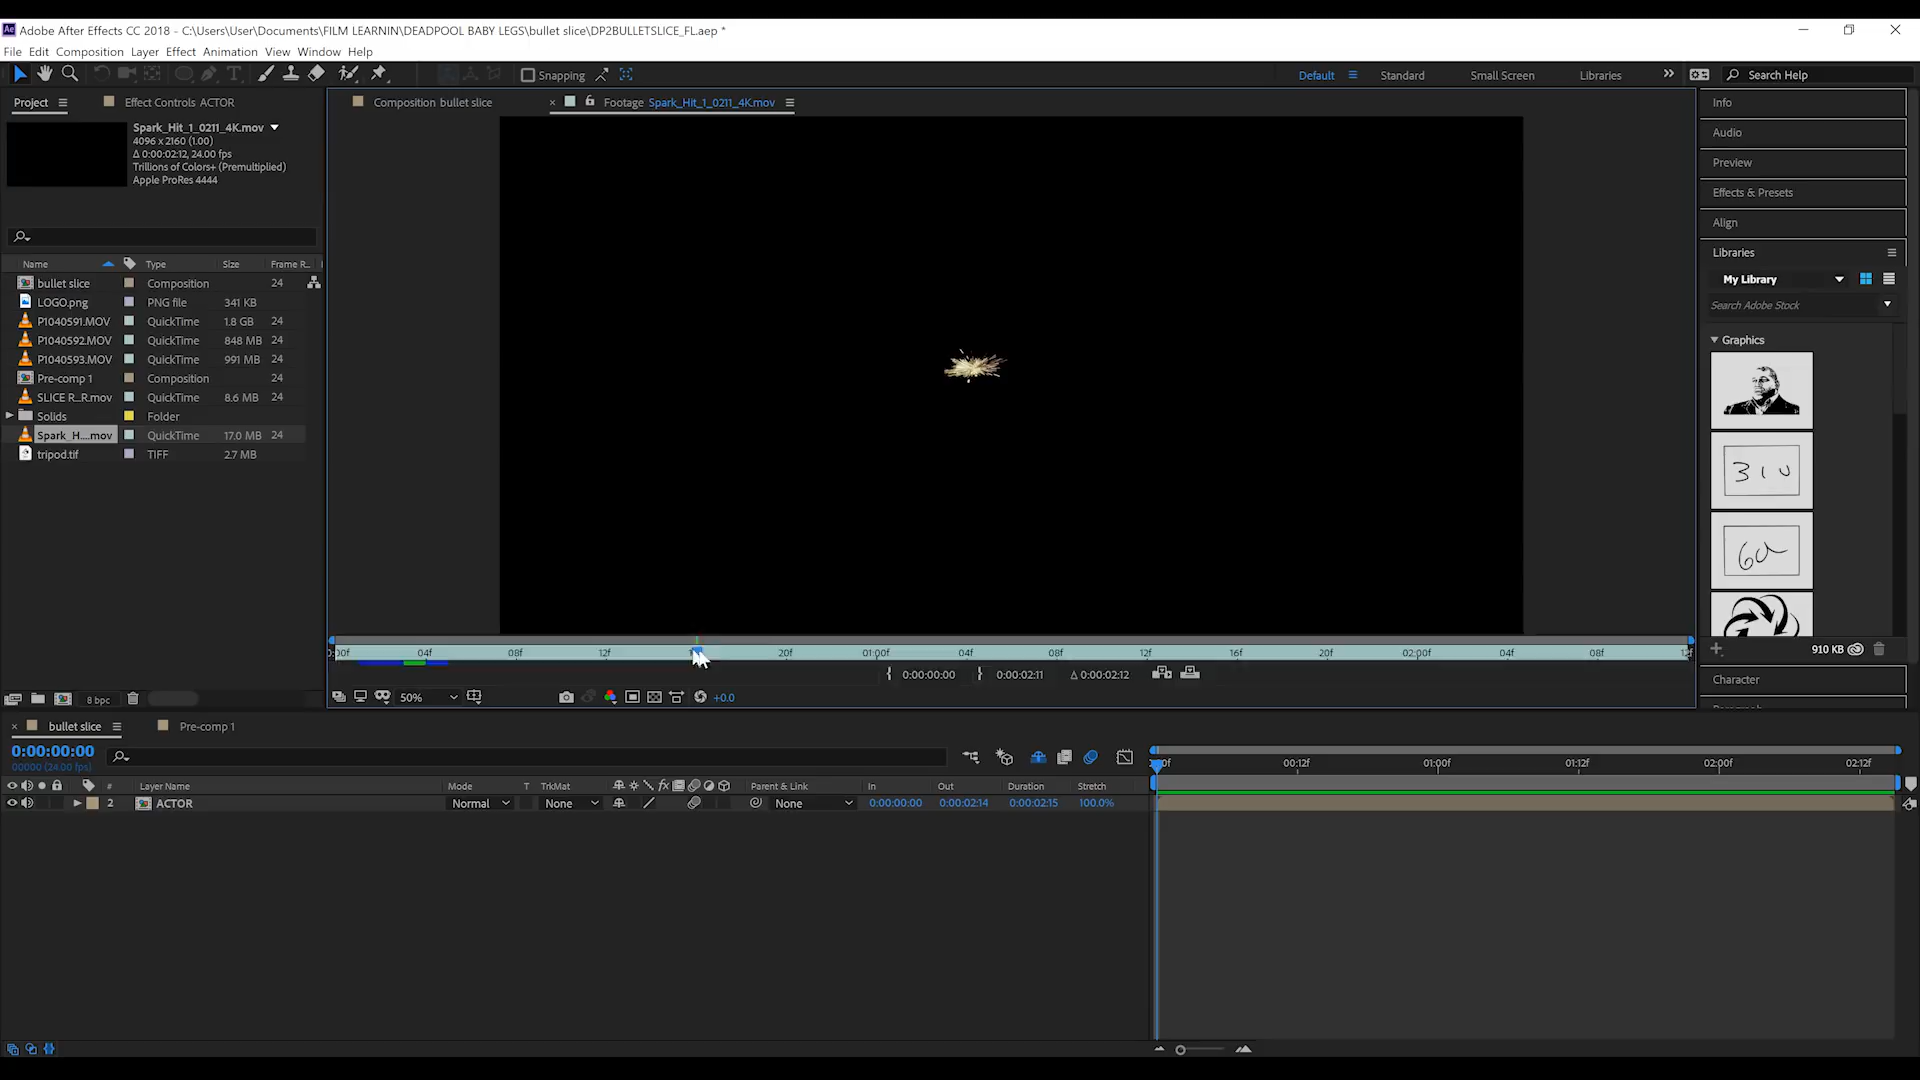 Adobe After Effects CC 2018 - C:\Users\User\Documents\FILM LEARNIN\DEADPOOL BABY LEGS\bullet slice\DP2BULLETSLICE_FL.aep *
File Edit Composition Layer Effect Animation View Window Help
Snapping Default Standard Small Screen Libraries Search Help
Project Effect Controls ACTOR Composition bullet slice Footage Spark_Hit_1_0211_4K.mov Info
Spark_Hit_1_0211_4K.mov
4096 x 2160 (1.00)
Δ 0:00:02:12, 24.00 fps
Trillions of Colors+ (Premultiplied)
Apple ProRes 4444
Audio
Preview
Effects & Presets
Align
Libraries
My Library
Search Adobe Stock
Graphics
Name Type Size Frame R...
bullet slice Composition 24
LOGO.png PNG file 341 KB
P1040591.MOV QuickTime 1.8 GB 24
P1040592.MOV QuickTime 848 MB 24
P1040593.MOV QuickTime 991 MB 24
Pre-comp 1 Composition 24
SLICE R...R.mov QuickTime 8.6 MB 24
Solids Folder
Spark_H....mov QuickTime 17.0 MB 24
tripod.tif TIFF 2.7 MB
04f 08f 12f 20f 01:00f 04f 08f 12f 16f 20f 02:00f 04f 08f
0:00:00:00 0:00:02:11 Δ 0:00:02:12
910 KB
Character
8 bpc 50% +0.0
bullet slice Pre-comp 1
0:00:00:00
00000 (24.00 fps)
00:12f 01:00f 01:12f 02:00f 02:12f
# Layer Name Mode T TrkMat Parent & Link In Out Duration Stretch
2 ACTOR Normal None None 0:00:00:00 0:00:02:14 0:00:02:15 100.0%